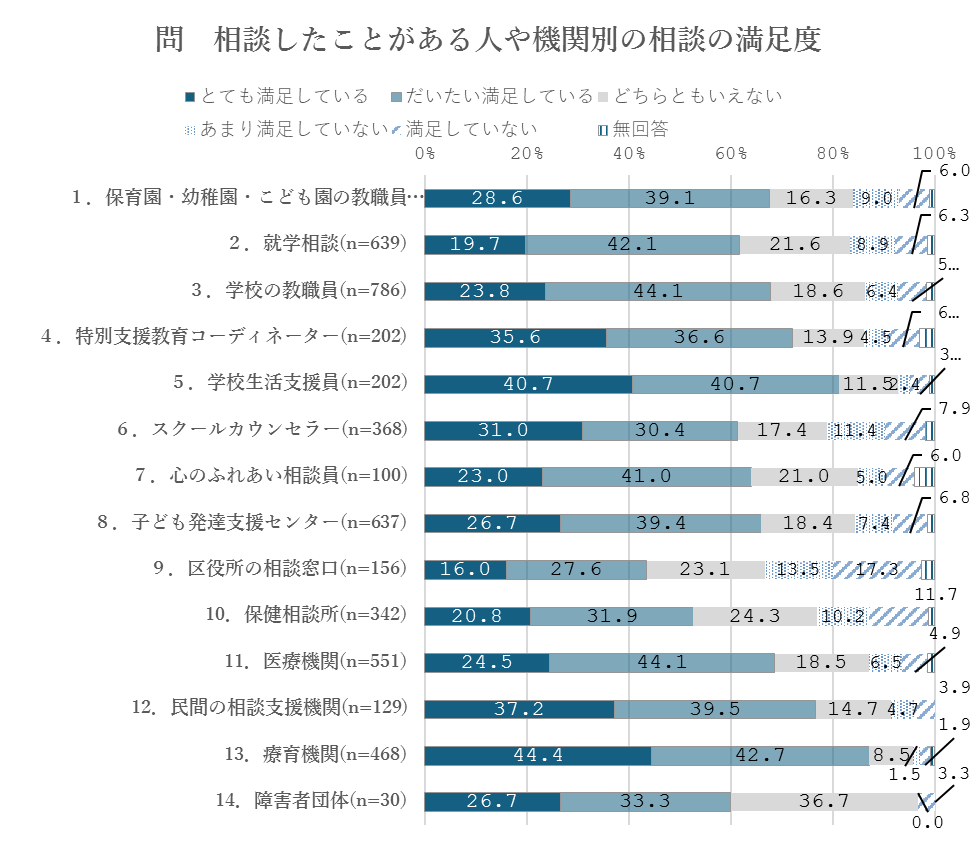 問　相談したことがある人や機関別の相談の満足度
とても満足している　だいたい満足している　どちらともいえない
あまり満足していない　満足していない　無回答
0%　20%　40%　60%　80%　100%
6.0
1．保育園・幼稚園・こども園の教職員…　28.6　39.1　16.3　9.0
6.3
2．就学相談(n=639)　19.7　42.1　21.6　8.9
5…
3．学校の教職員(n=786)　23.8　44.1　18.6　6.4
6…
4．特別支援教育コーディネーター(n=202)　35.6　36.6　13.9　4.5
3…
5．学校生活支援員(n=202)　40.7　40.7　11.5　2.4
7.9
6．スクールカウンセラー(n=368)　31.0　30.4　17.4　11.4
6.0
7．心のふれあい相談員(n=100)　23.0　41.0　21.0　5.0
6.8
8．子ども発達支援センター(n=637)　26.7　39.4　18.4　7.4
9．区役所の相談窓口(n=156)　16.0　27.6　23.1　13.5　17.3
11.7
10．保健相談所(n=342)　20.8　31.9　24.3　10.2
4.9
11．医療機関(n=551)　24.5　44.1　18.5　6.5
3.9
12．民間の相談支援機関(n=129)　37.2　39.5　14.7　4.7
1.9
13．療育機関(n=468)　44.4　42.7　8.5
1.5　3.3
14．障害者団体(n=30)　26.7　33.3　36.7
0.0